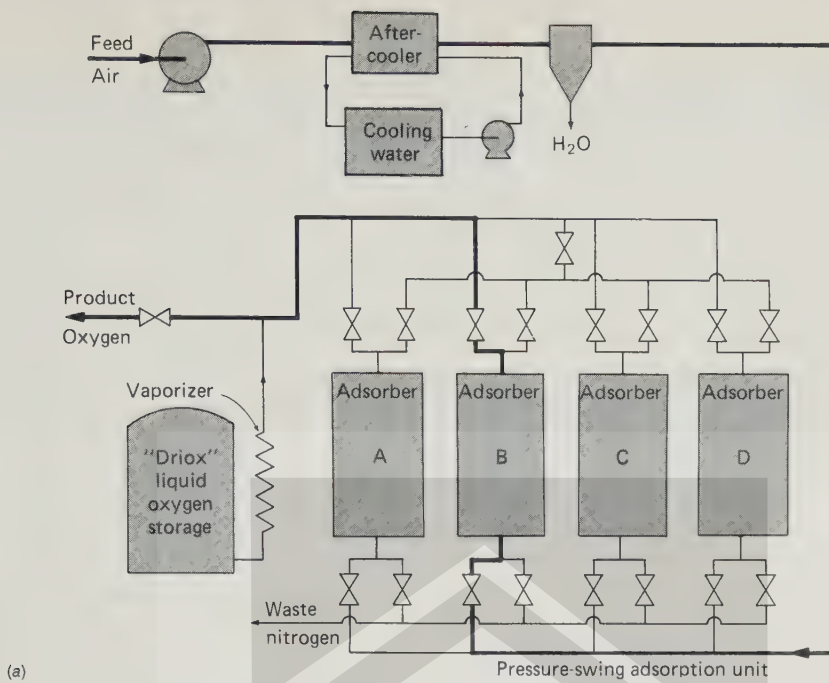 Feed
Air
After-
cooler
Cooling
water
H₂O
Product
Oxygen
Vaporizer
"Driox"
liquid
oxygen
storage
Adsorber
A
Adsorber
B
Adsorber
C
Adsorber
D
Waste
nitrogen
Pressure-swing adsorption unit
(a)